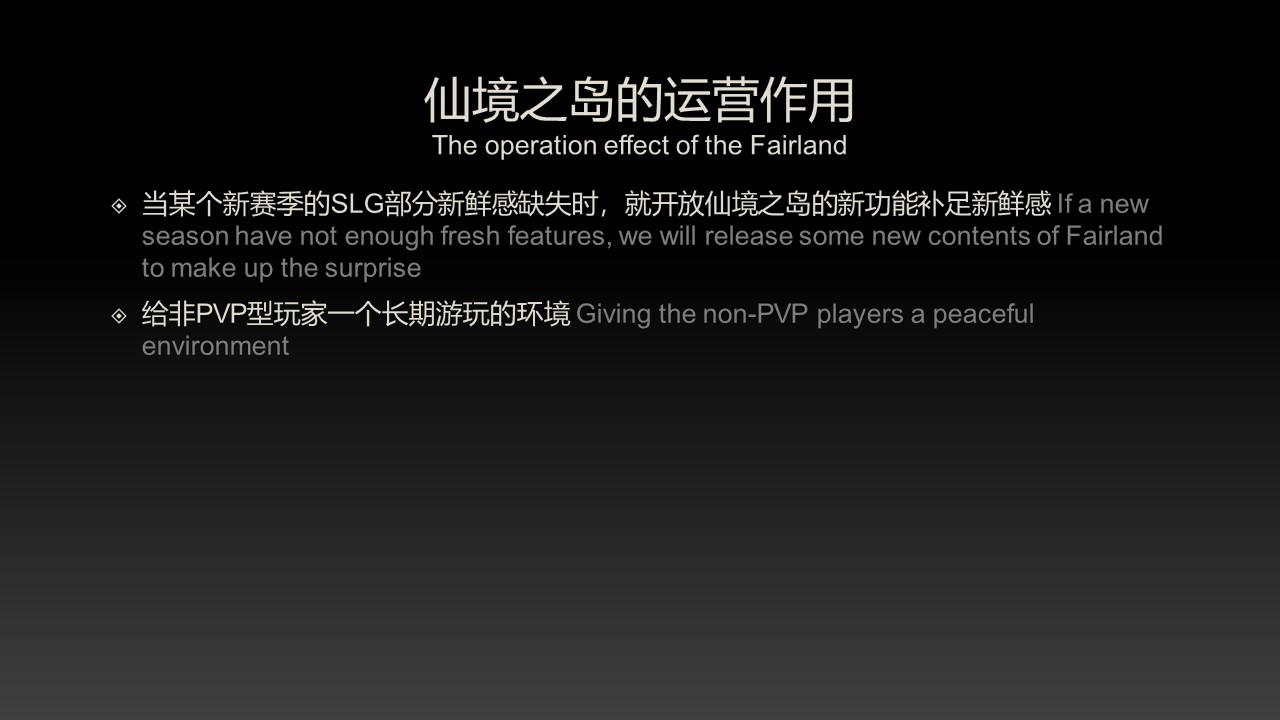 仙境之岛的运营作用
The operation effect of the Fairland
当某个新赛季的SLG部分新鲜感缺失时，就开放仙境之岛的新功能补足新鲜感 If a new
season have not enough fresh features, we will release some new contents of Fairland
to make up the surprise
给非PVP型玩家一个长期游玩的环境 Giving the non-PVP players a peaceful
environment